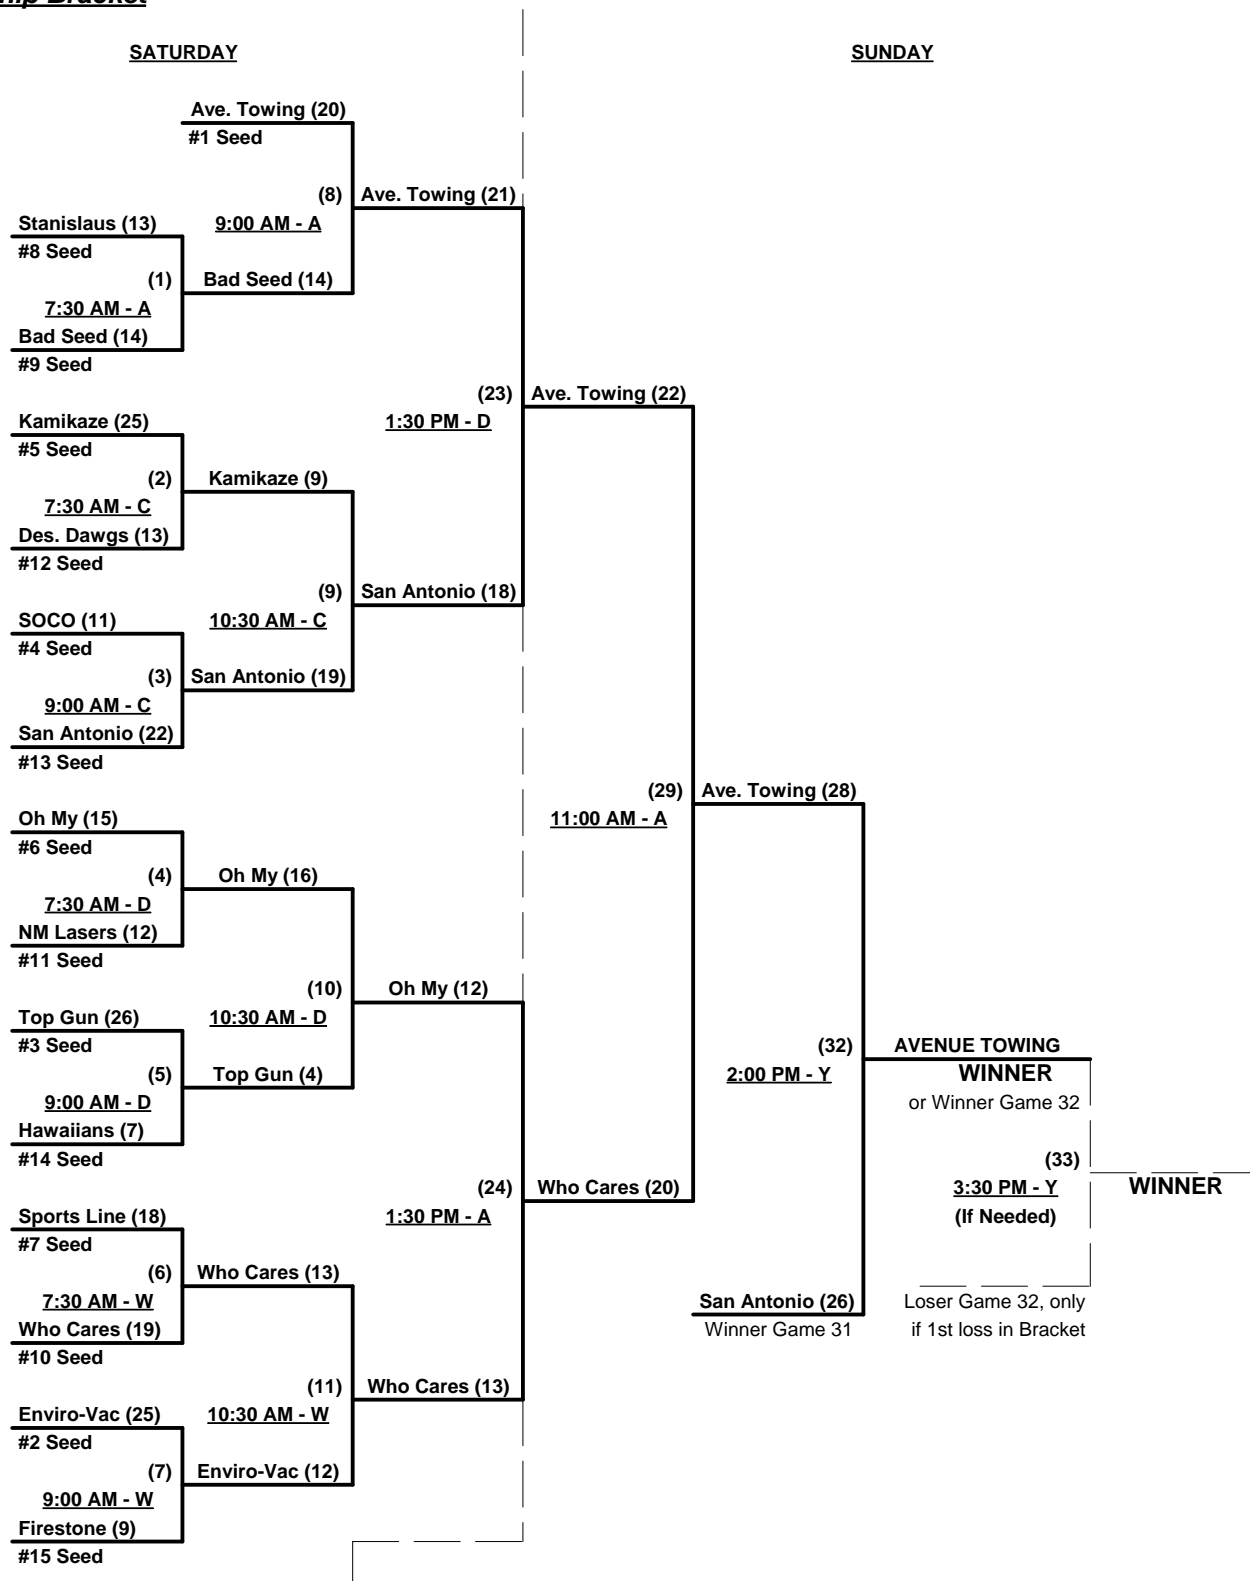 SATURDAY
SUNDAY
Ave. Towing (20)
#1 Seed
(8)
Ave. Towing (21)
9:00 AM - A
Stanislaus (13)
#8 Seed
(1)
Bad Seed (14)
7:30 AM - A
Bad Seed (14)
#9 Seed
(23)
Ave. Towing (22)
1:30 PM - D
Kamikaze (25)
#5 Seed
(2)
Kamikaze (9)
7:30 AM - C
Des. Dawgs (13)
#12 Seed
(9)
San Antonio (18)
10:30 AM - C
SOCO (11)
#4 Seed
(3)
San Antonio (19)
9:00 AM - C
San Antonio (22)
#13 Seed
(29)
Ave. Towing (28)
11:00 AM - A
Oh My (15)
#6 Seed
(4)
Oh My (16)
7:30 AM - D
NM Lasers (12)
#11 Seed
(10)
Oh My (12)
10:30 AM - D
Top Gun (26)
#3 Seed
(5)
Top Gun (4)
9:00 AM - D
Hawaiians (7)
#14 Seed
(32)
AVENUE TOWING
2:00 PM - Y
WINNER
or Winner Game 32
(33)
3:30 PM - Y
WINNER
(If Needed)
(24)
Who Cares (20)
1:30 PM - A
Sports Line (18)
#7 Seed
(6)
Who Cares (13)
7:30 AM - W
Who Cares (19)
#10 Seed
San Antonio (26)
Winner Game 31
Loser Game 32, only
if 1st loss in Bracket
(11)
Who Cares (13)
10:30 AM - W
Enviro-Vac (25)
#2 Seed
(7)
Enviro-Vac (12)
9:00 AM - W
Firestone (9)
#15 Seed